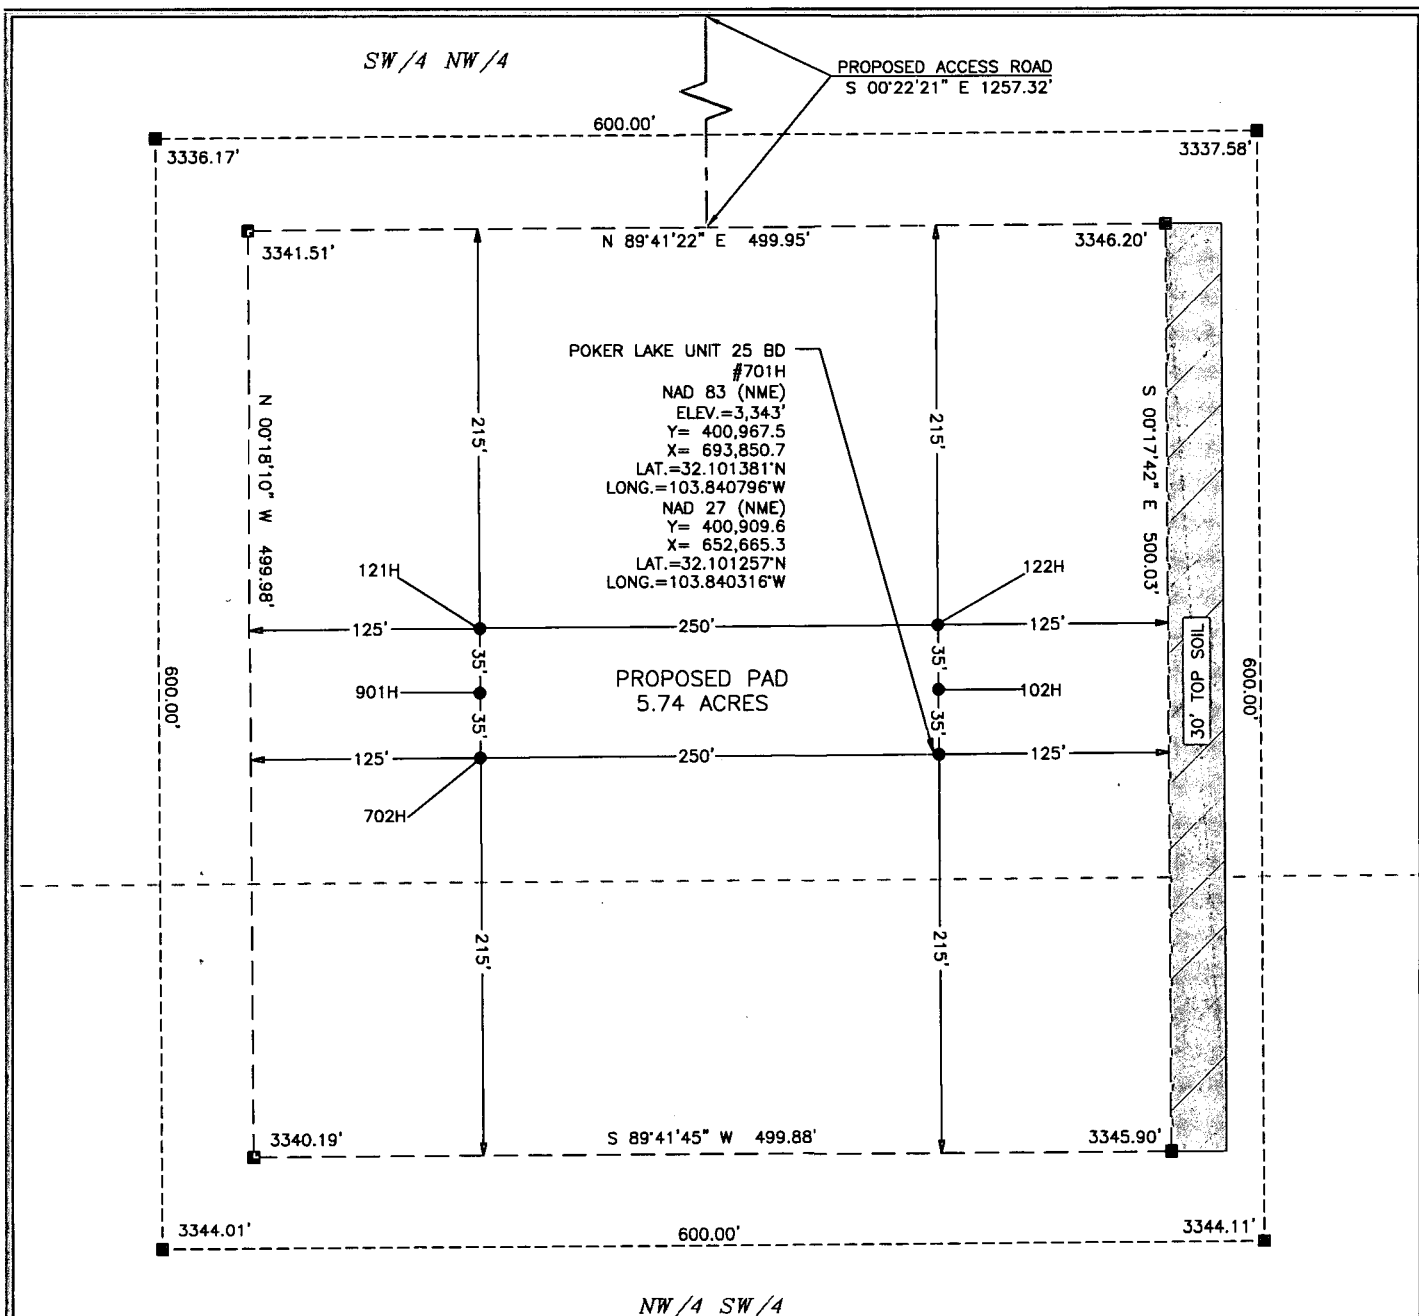 SW/4 NW/4
PROPOSED ACCESS ROAD
S 00°22'21" E 1257.32'
600.00'
3336.17'
3337.58'
3341.51'
N 89°41'22" E 499.95'
3346.20'
POKER LAKE UNIT 25 BD
#701H
NAD 83 (NME)
ELEV.=3,343'
Y= 400,967.5
X= 693,850.7
LAT.=32.101381°N
LONG.=103.840796°W
NAD 27 (NME)
Y= 400,909.6
X= 652,665.3
LAT.=32.101257°N
LONG.=103.840316°W
N 00°18'10" W 499.98'
215'
215'
S 00°17'42" E 500.03'
121H
122H
125'
250'
125'
35'
35'
30' TOP SOIL
600.00'
600.00'
901H
PROPOSED PAD
5.74 ACRES
102H
35'
35'
125'
250'
125'
702H
215'
215'
3340.19'
S 89°41'45" W 499.88'
3345.90'
3344.01'
600.00'
3344.11'
NW/4 SW/4